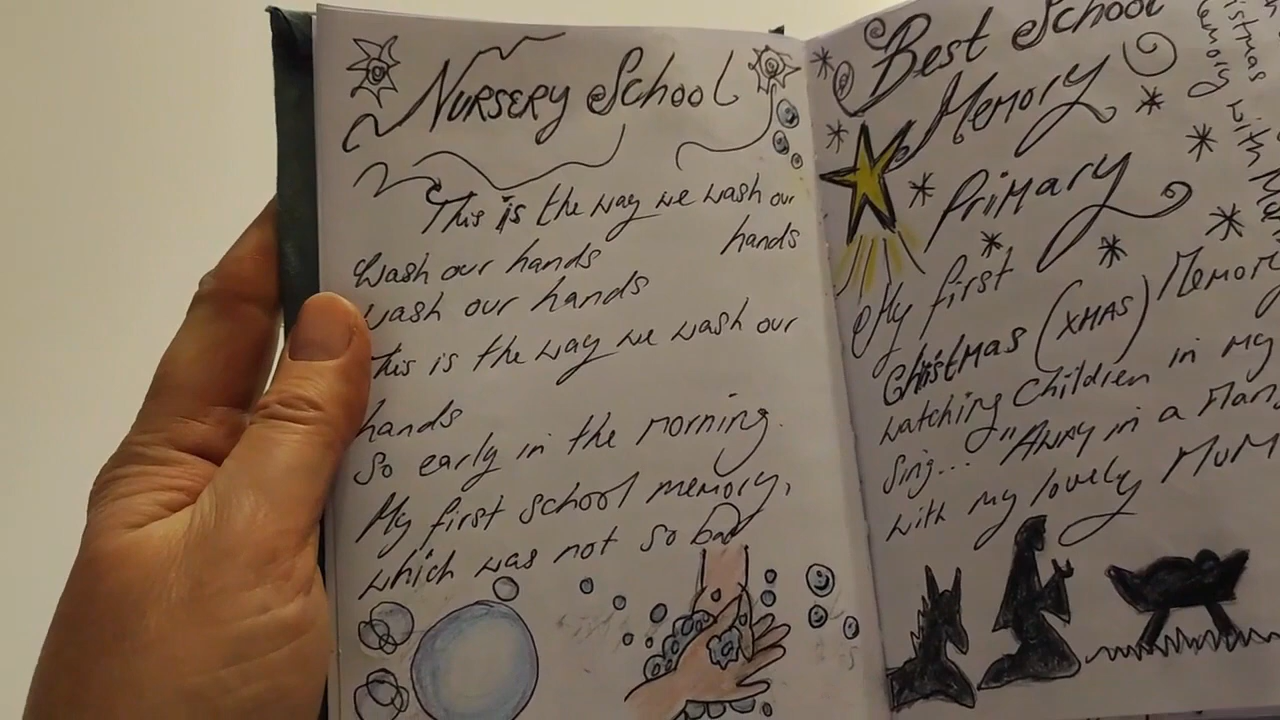 Nursery School
This is the way we wash our
hands
Wash our hands
wash our hands
This is the way we wash our
hands
So early in the morning.
My first school memory,
which was not so bad
Best School
Memory
Primary
My first
Christmas (XMAS) Memory
watching Children in my
Sing... "Away in a
with my lovely Mum
with